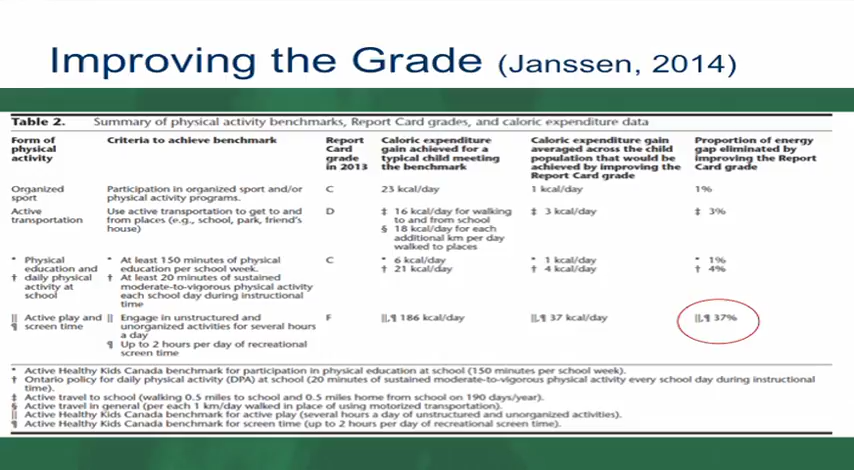 Improving the Grade (Janssen, 2014)
Table 2. Summary of physical activity benchmarks, Report Card grades, and caloric expenditure data
Form of physical activity
Criteria to achieve benchmark
Report Card grade in 2013
Caloric expenditure gain achieved for a typical child meeting the benchmark
Caloric expenditure gain averaged across the child population that would be achieved by improving the Report Card grade
Proportion of energy gap eliminated by improving the Report Card grade
Organized sport
Participation in organized sport and/or physical activity programs.
C
23 kcal/day
1 kcal/day
1%
Active transportation
Use active transportation to get to and from places (e.g., school, park, friend's house)
D
‡ 16 kcal/day for walking to and from school
§ 18 kcal/day for each additional km per day walked to places
‡ 3 kcal/day
‡ 3%
* Physical education and
† daily physical activity at school
* At least 150 minutes of physical education per school week.
† At least 20 minutes of sustained moderate-to-vigorous physical activity each school day during instructional time
C
* 6 kcal/day
† 21 kcal/day
* 1 kcal/day
† 4 kcal/day
* 1%
† 4%
|| Active play and
¶ screen time
|| Engage in unstructured and unorganized activities for several hours a day
¶ Up to 2 hours per day of recreational screen time
F
||,¶ 186 kcal/day
||,¶ 37 kcal/day
||,¶ 37%
* Active Healthy Kids Canada benchmark for participation in physical education at school (150 minutes per school week).
† Ontario policy for daily physical activity (DPA) at school (20 minutes of sustained moderate-to-vigorous physical activity every school day during instructional time).
‡ Active travel to school (walking 0.5 miles to school and 0.5 miles home from school on 190 days/year).
§ Active travel in general (per each 1 km/day walked in place of using motorized transportation).
|| Active Healthy Kids Canada benchmark for active play (several hours a day of unstructured and unorganized activities).
¶ Active Healthy Kids Canada benchmark for screen time (up to 2 hours per day of recreational screen time).